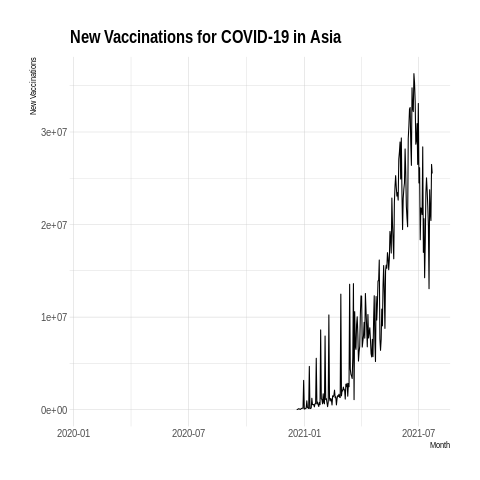 New Vaccinations for COVID-19 in Asia
New Vaccinations
3e+07
2e+07
1e+07
0e+00
2020-01 2020-07 2021-01 2021-07
Month